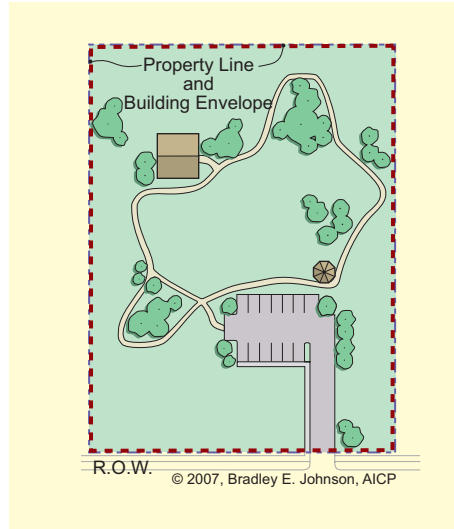 Property Line
and
Building Envelope
R.O.W.
© 2007, Bradley E. Johnson, AICP